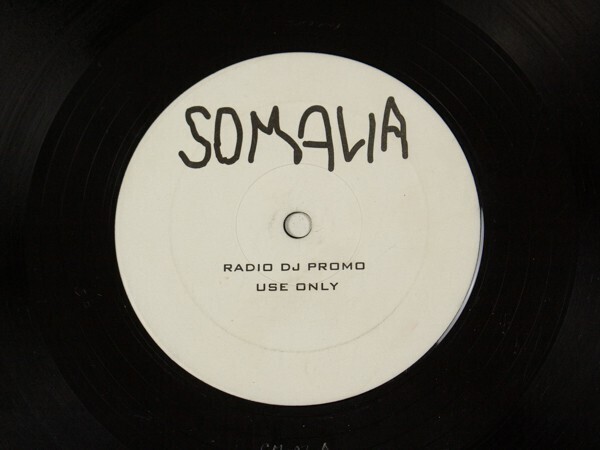 SOMALIA
RADIO DJ PROMO
USE ONLY